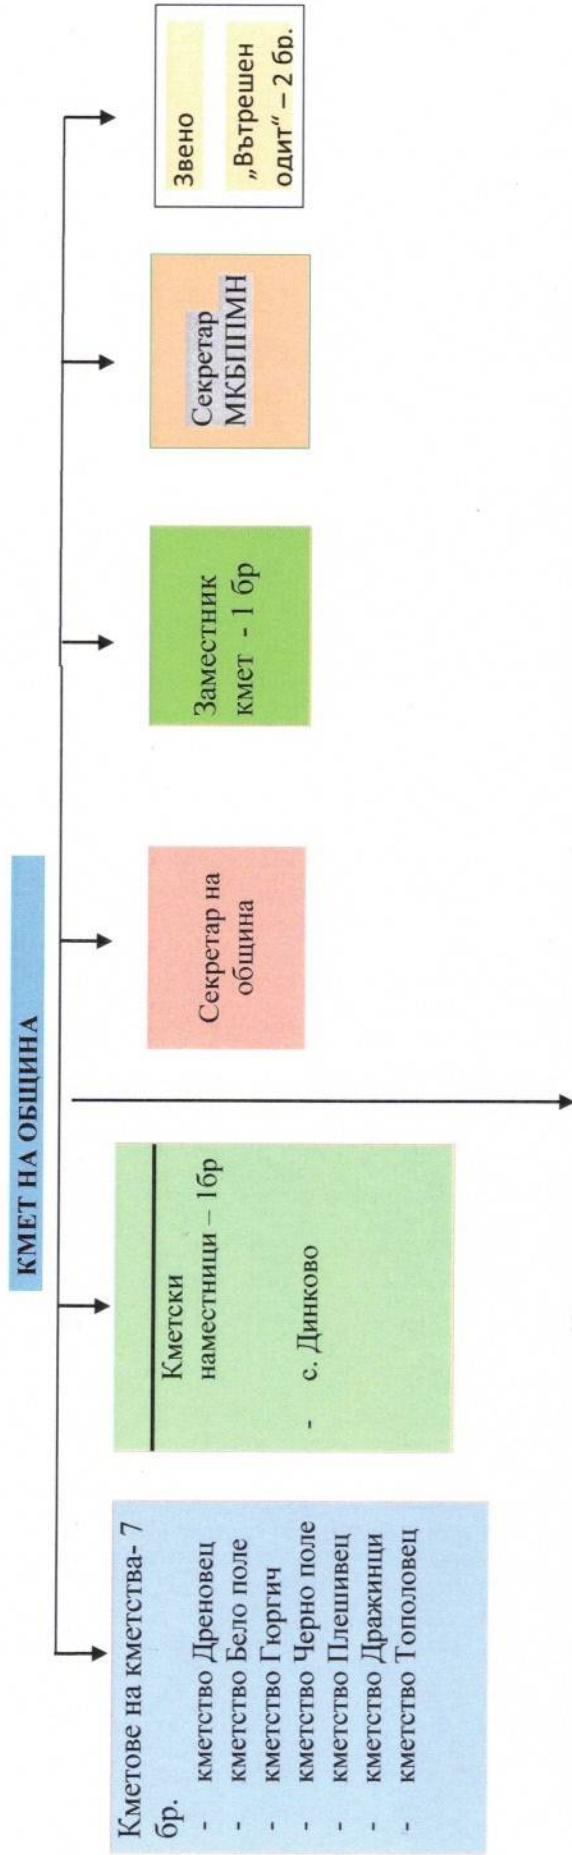 КМЕТ НА ОБЩИНА
Кметове на кметства- 7
бр.
- кметство Дреновец
- кметство Бело поле
- кметство Гюргич
- кметство Черно поле
- кметство Плешивец
- кметство Дражинци
- кметство Тополовец
Кметски
наместници – 1бр
- с. Динково
Секретар на
община
Заместник
кмет - 1 бр
Секретар
МКБППМН
Звено
„Вътрешен
одит“ – 2 бр.